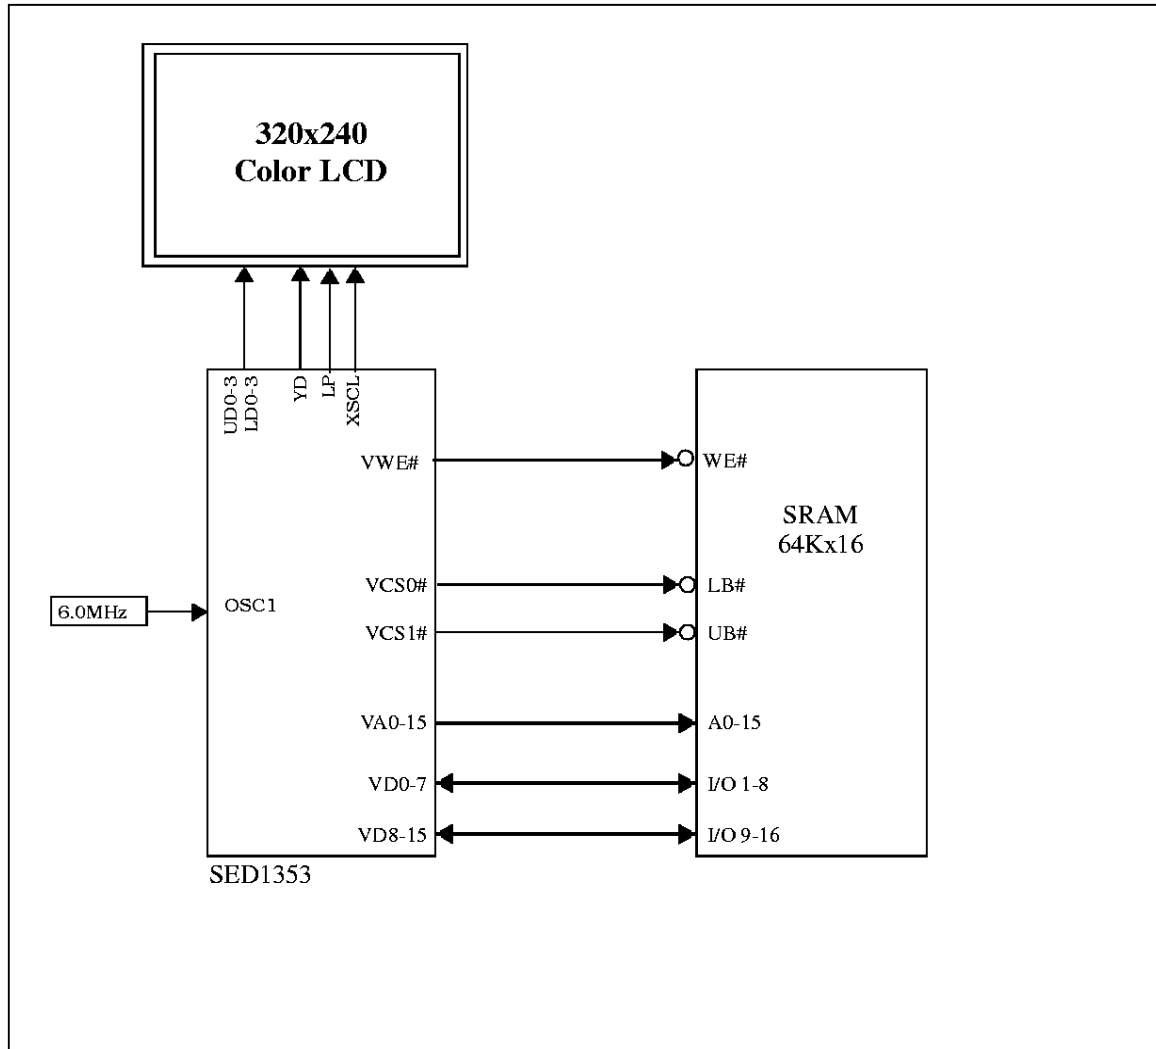 320x240
Color LCD
UD0-3
LD0-3
YD
LP
XSCL
VWE#
WE#
SRAM
64Kx16
VCS0#
LB#
6.0MHz
OSC1
VCS1#
UB#
VA0-15
A0-15
VD0-7
I/O 1-8
VD8-15
I/O 9-16
SED1353